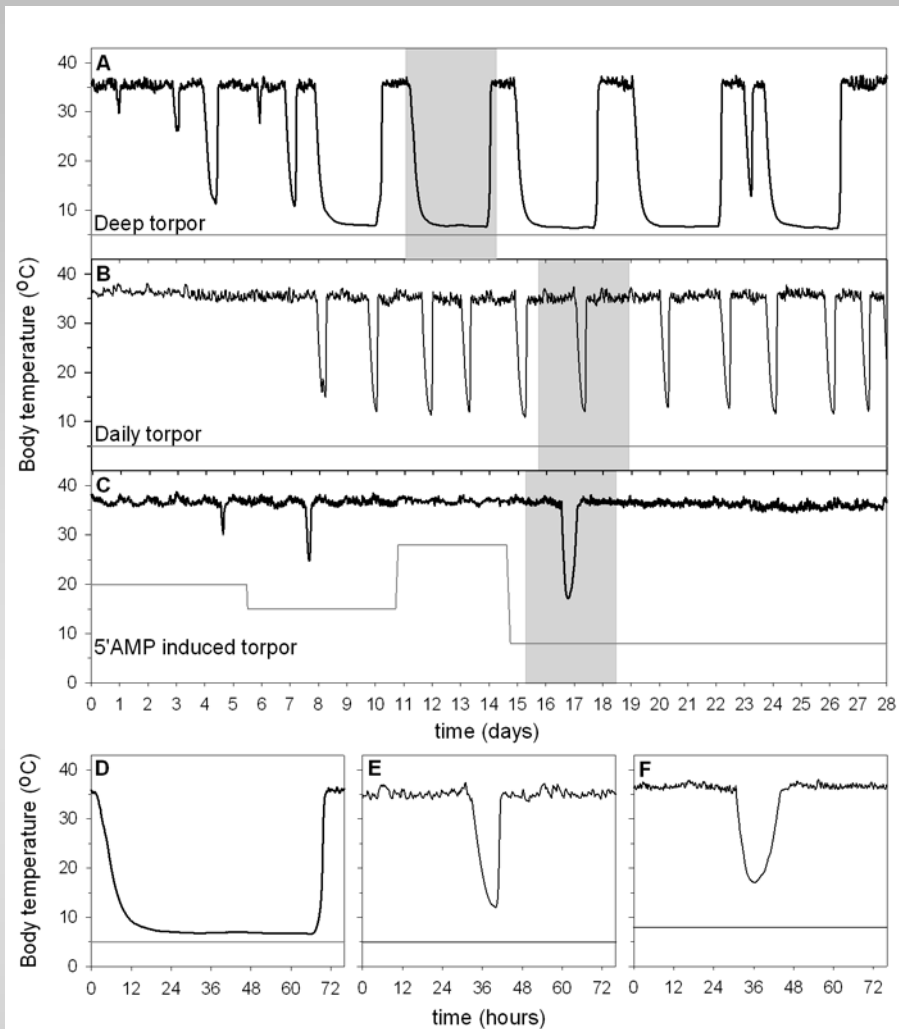 A
40
30
20
10
Deep torpor
B
40
30
20
10
Daily torpor
C
40
30
20
10
0
5'AMP induced torpor
Body temperature (ºC)
0 1 2 3 4 5 6 7 8 9 10 11 12 13 14 15 16 17 18 19 20 21 22 23 24 25 26 27 28
time (days)
D
E
F
40
30
20
10
0
Body temperature (ºC)
0 12 24 36 48 60 72
0 12 24 36 48 60 72
0 12 24 36 48 60 72
time (hours)